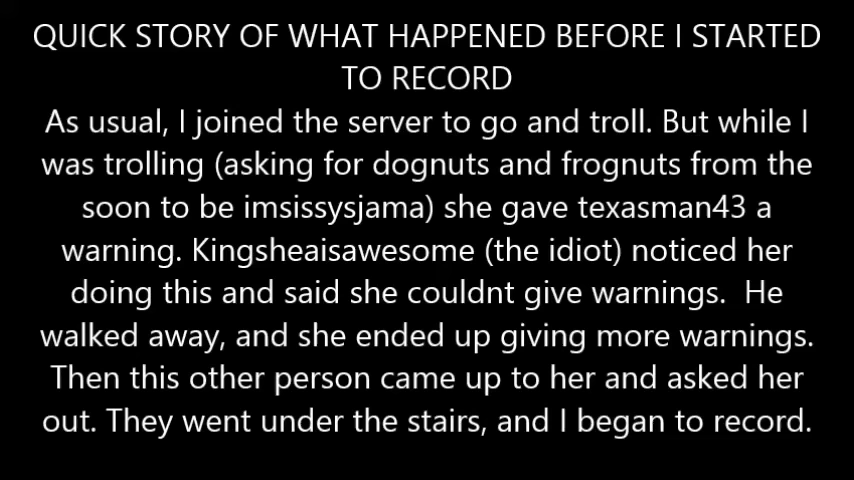 QUICK STORY OF WHAT HAPPENED BEFORE I STARTED
TO RECORD
As usual, I joined the server to go and troll. But while I
was trolling (asking for dognuts and frognuts from the
soon to be imsissysjama) she gave texasman43 a
warning. Kingsheaisawesome (the idiot) noticed her
doing this and said she couldnt give warnings.  He
walked away, and she ended up giving more warnings.
Then this other person came up to her and asked her
out. They went under the stairs, and I began to record.